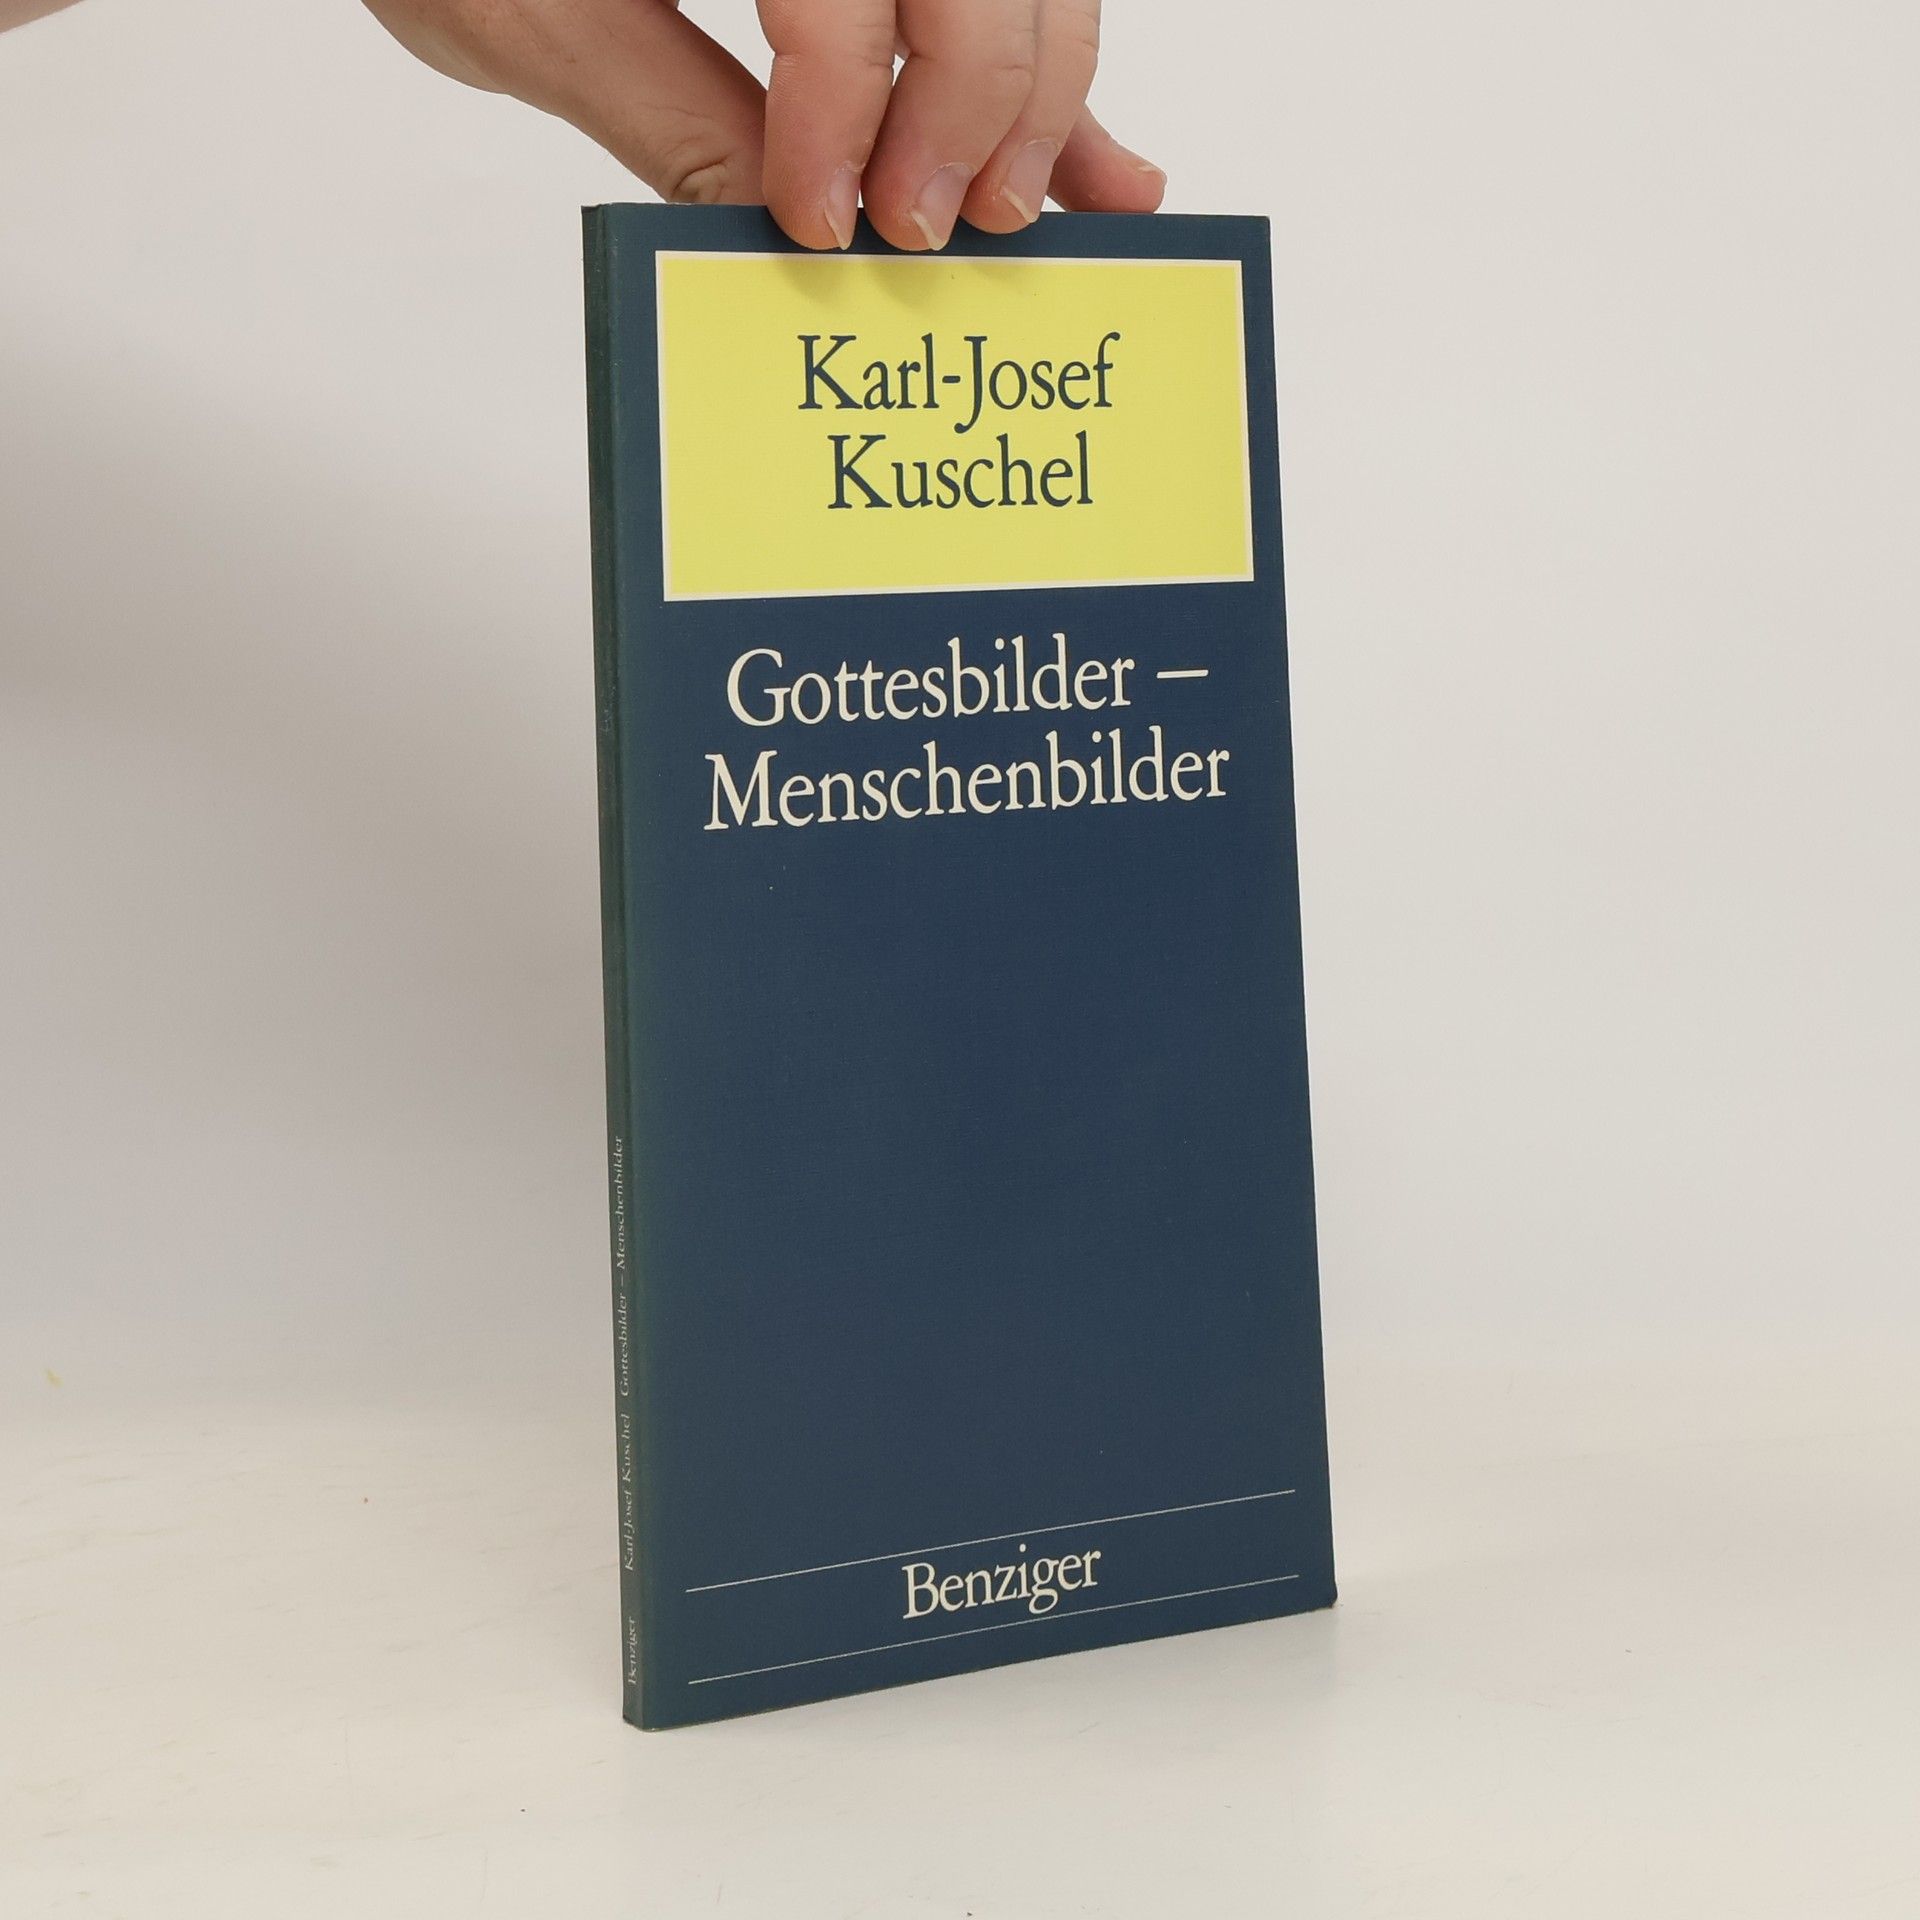 Karl-Josef
Kuschel
Gottesbilder –
Menschenbilder
Benziger
Benziger Karl-Josef Kuschel Gottesbilder – Menschenbilder